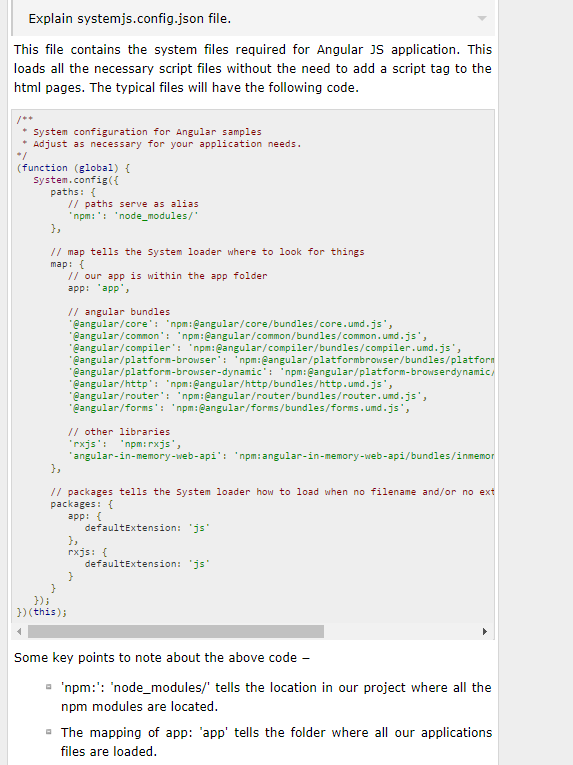 Explain systemjs.config.json file.
This file contains the system files required for Angular JS application. This
loads all the necessary script files without the need to add a script tag to the
html pages. The typical files will have the following code.
/**
 * System configuration for Angular samples
 * Adjust as necessary for your application needs.
*/
(function (global) {
   System.config({
      paths: {
         // paths serve as alias
         'npm:': 'node_modules/'
      },
      // map tells the System loader where to look for things
      map: {
         // our app is within the app folder
         app: 'app',
         // angular bundles
         '@angular/core': 'npm:@angular/core/bundles/core.umd.js',
         '@angular/common': 'npm:@angular/common/bundles/common.umd.js',
         '@angular/compiler': 'npm:@angular/compiler/bundles/compiler.umd.js',
         '@angular/platform-browser': 'npm:@angular/platformbrowser/bundles/platform
         '@angular/platform-browser-dynamic': 'npm:@angular/platform-browserdynamic/
         '@angular/http': 'npm:@angular/http/bundles/http.umd.js',
         '@angular/router': 'npm:@angular/router/bundles/router.umd.js',
         '@angular/forms': 'npm:@angular/forms/bundles/forms.umd.js',
         // other libraries
         'rxjs':  'npm:rxjs',
         'angular-in-memory-web-api': 'npm:angular-in-memory-web-api/bundles/inmemor
      },
      // packages tells the System loader how to load when no filename and/or no ext
      packages: {
         app: {
            defaultExtension: 'js'
         },
         rxjs: {
            defaultExtension: 'js'
         }
      }
   });
})(this);
Some key points to note about the above code −
'npm:': 'node_modules/' tells the location in our project where all the
npm modules are located.
The mapping of app: 'app' tells the folder where all our applications
files are loaded.